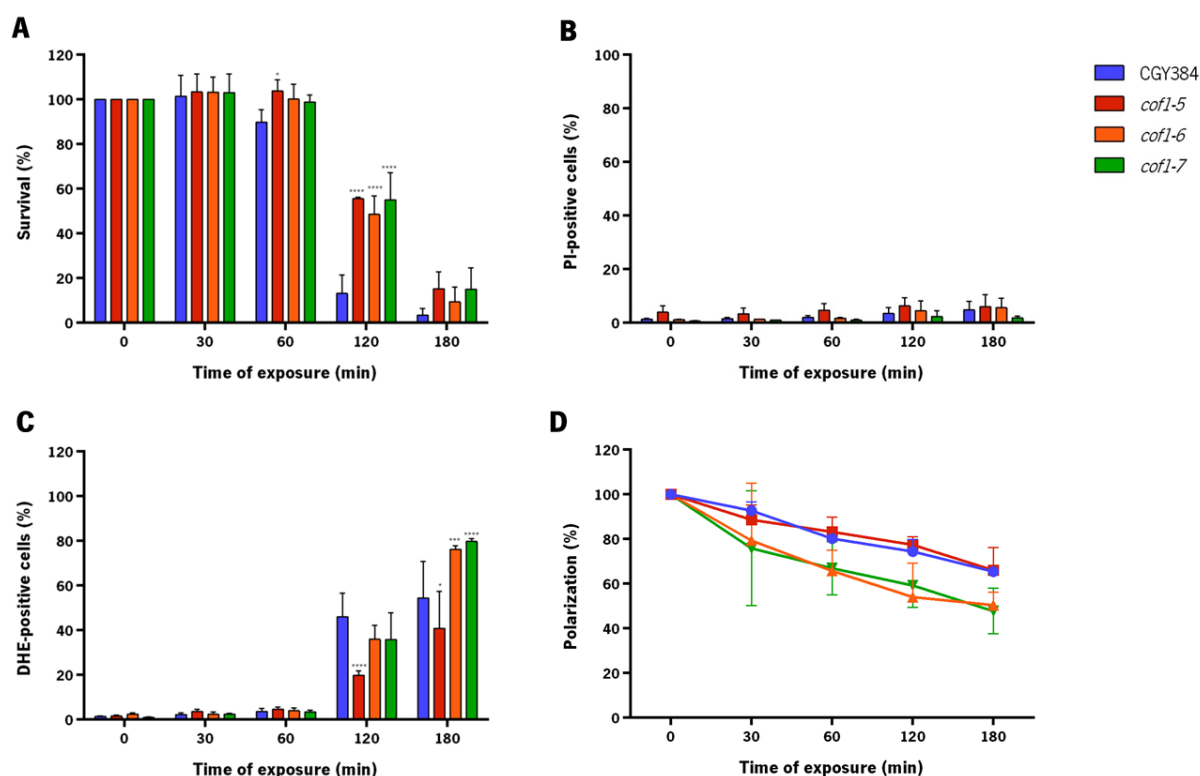 A
120
100
80
60
40
20
0
Survival (%)
*
****
****
****
0 30 60 120 180
Time of exposure (min)
B
100
80
60
40
20
0
PI-positive cells (%)
0 30 60 120 180
Time of exposure (min)
CGY384
cof1-5
cof1-6
cof1-7
C
120
100
80
60
40
20
0
DHE-positive cells (%)
****
*
***
****
0 30 60 120 180
Time of exposure (min)
D
120
100
80
60
40
20
0
Polarization (%)
0 30 60 120 180
Time of exposure (min)